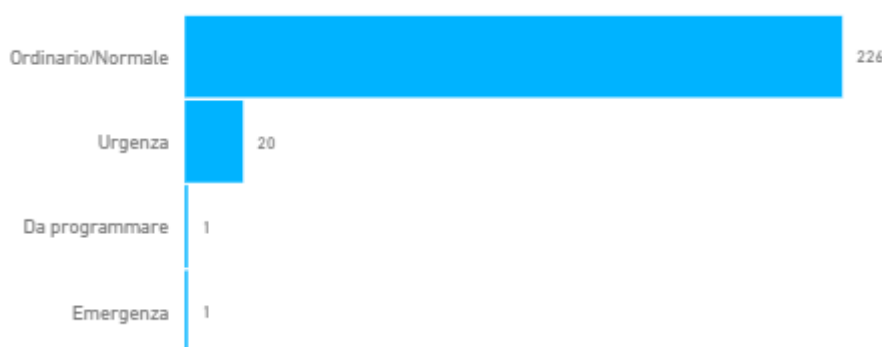 Ordinario/Normale 226
Urgenza 20
Da programmare 1
Emergenza 1